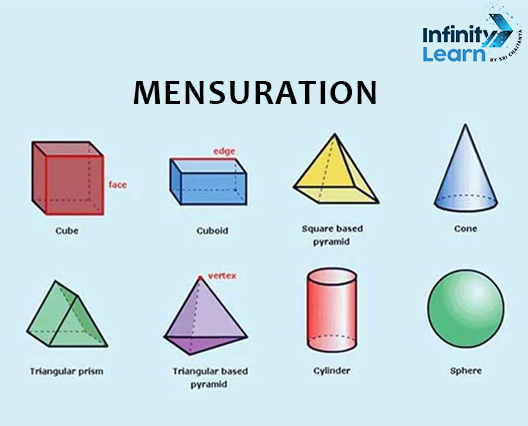 Infinity
Learn
BY SRI CHAITANYA
MENSURATION
face
edge
Cube
Cuboid
Square based
pyramid
Cone
vertex
Triangular prism
Triangular based
pyramid
Cylinder
Sphere